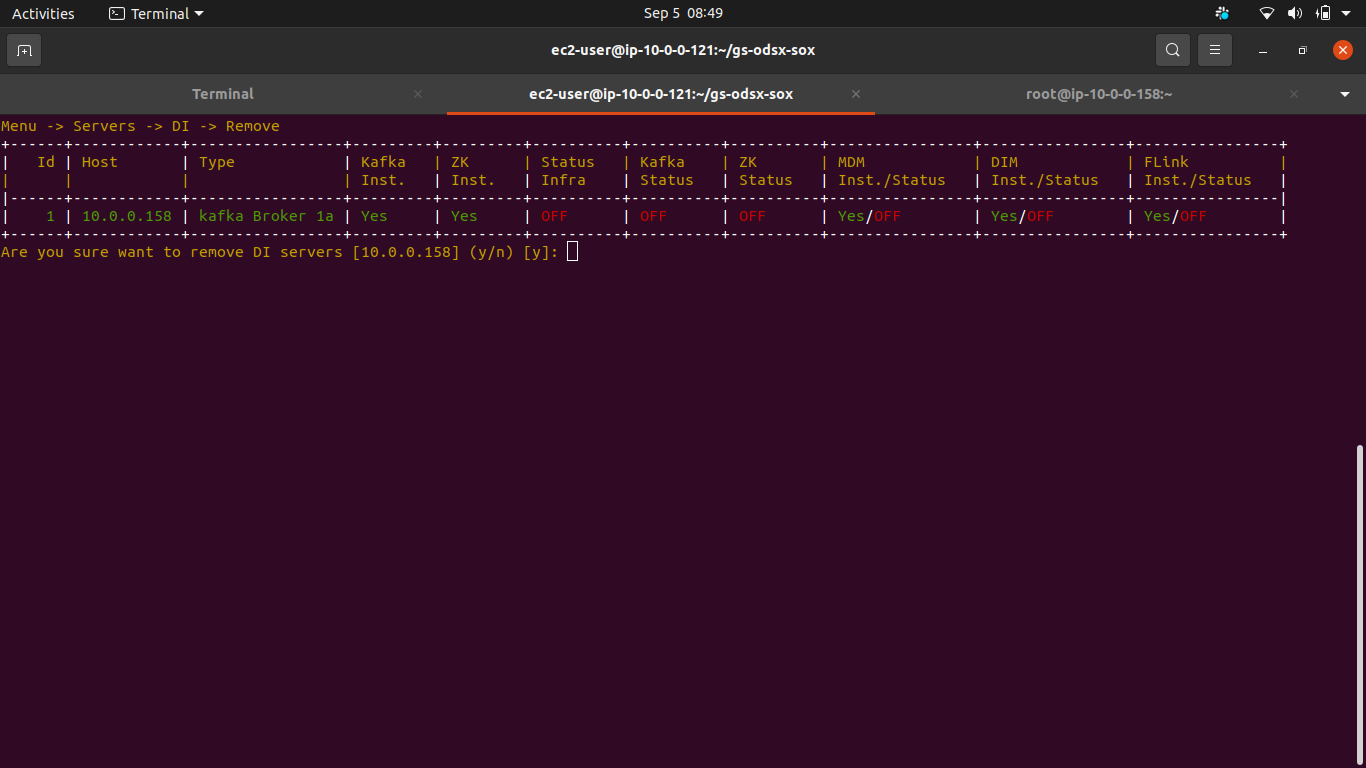 Activities Terminal Sep 5 08:49
ec2-user@ip-10-0-0-121:~/gs-odsx-sox
Terminal × ec2-user@ip-10-0-0-121:~/gs-odsx-sox × root@ip-10-0-0-158:~ ×
Menu -> Servers -> DI -> Remove
+------+------------+-----------------+---------+---------+----------+----------+----------+----------------+----------------+----------------+
|   Id | Host       | Type            | Kafka   | ZK      | Status   | Kafka    | ZK       | MDM            | DIM            | FLink          |
|      |            |                 | Inst.   | Inst.   | Infra    | Status   | Status   | Inst./Status   | Inst./Status   | Inst./Status   |
|------+------------+-----------------+---------+---------+----------+----------+----------+----------------+----------------+----------------|
|    1 | 10.0.0.158 | kafka Broker 1a | Yes     | Yes     | OFF      | OFF      | OFF      | Yes/OFF        | Yes/OFF        | Yes/OFF        |
+------+------------+-----------------+---------+---------+----------+----------+----------+----------------+----------------+----------------+
Are you sure want to remove DI servers [10.0.0.158] (y/n) [y]: